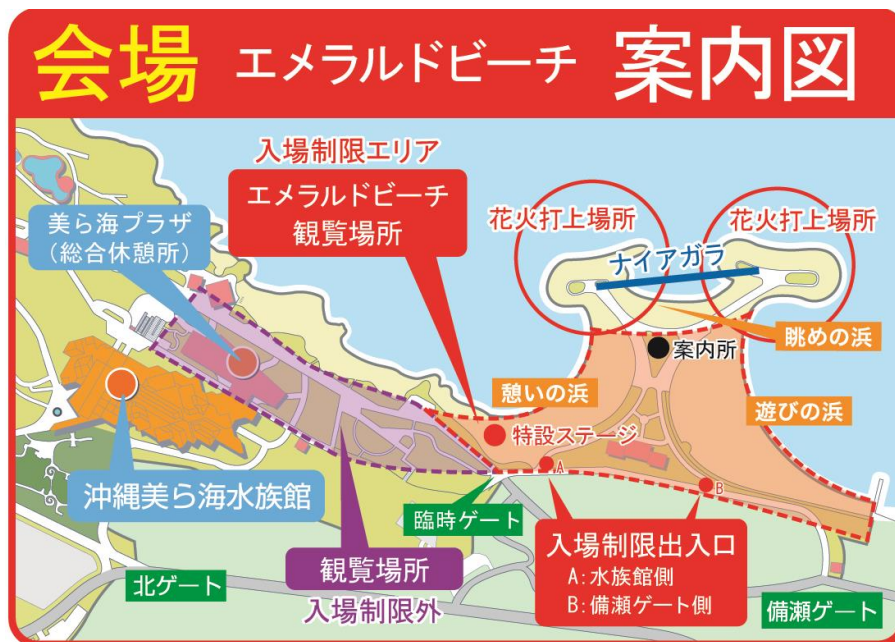 会場 エメラルドビーチ 案内図
入場制限エリア
エメラルドビーチ
観覧場所
美ら海プラザ
(総合休憩所)
花火打上場所
花火打上場所
ナイアガラ
眺めの浜
案内所
憩いの浜
遊びの浜
特設ステージ
A
B
沖縄美ら海水族館
臨時ゲート
入場制限出入口
A:水族館側
B:備瀬ゲート側
観覧場所
入場制限外
北ゲート
備瀬ゲート